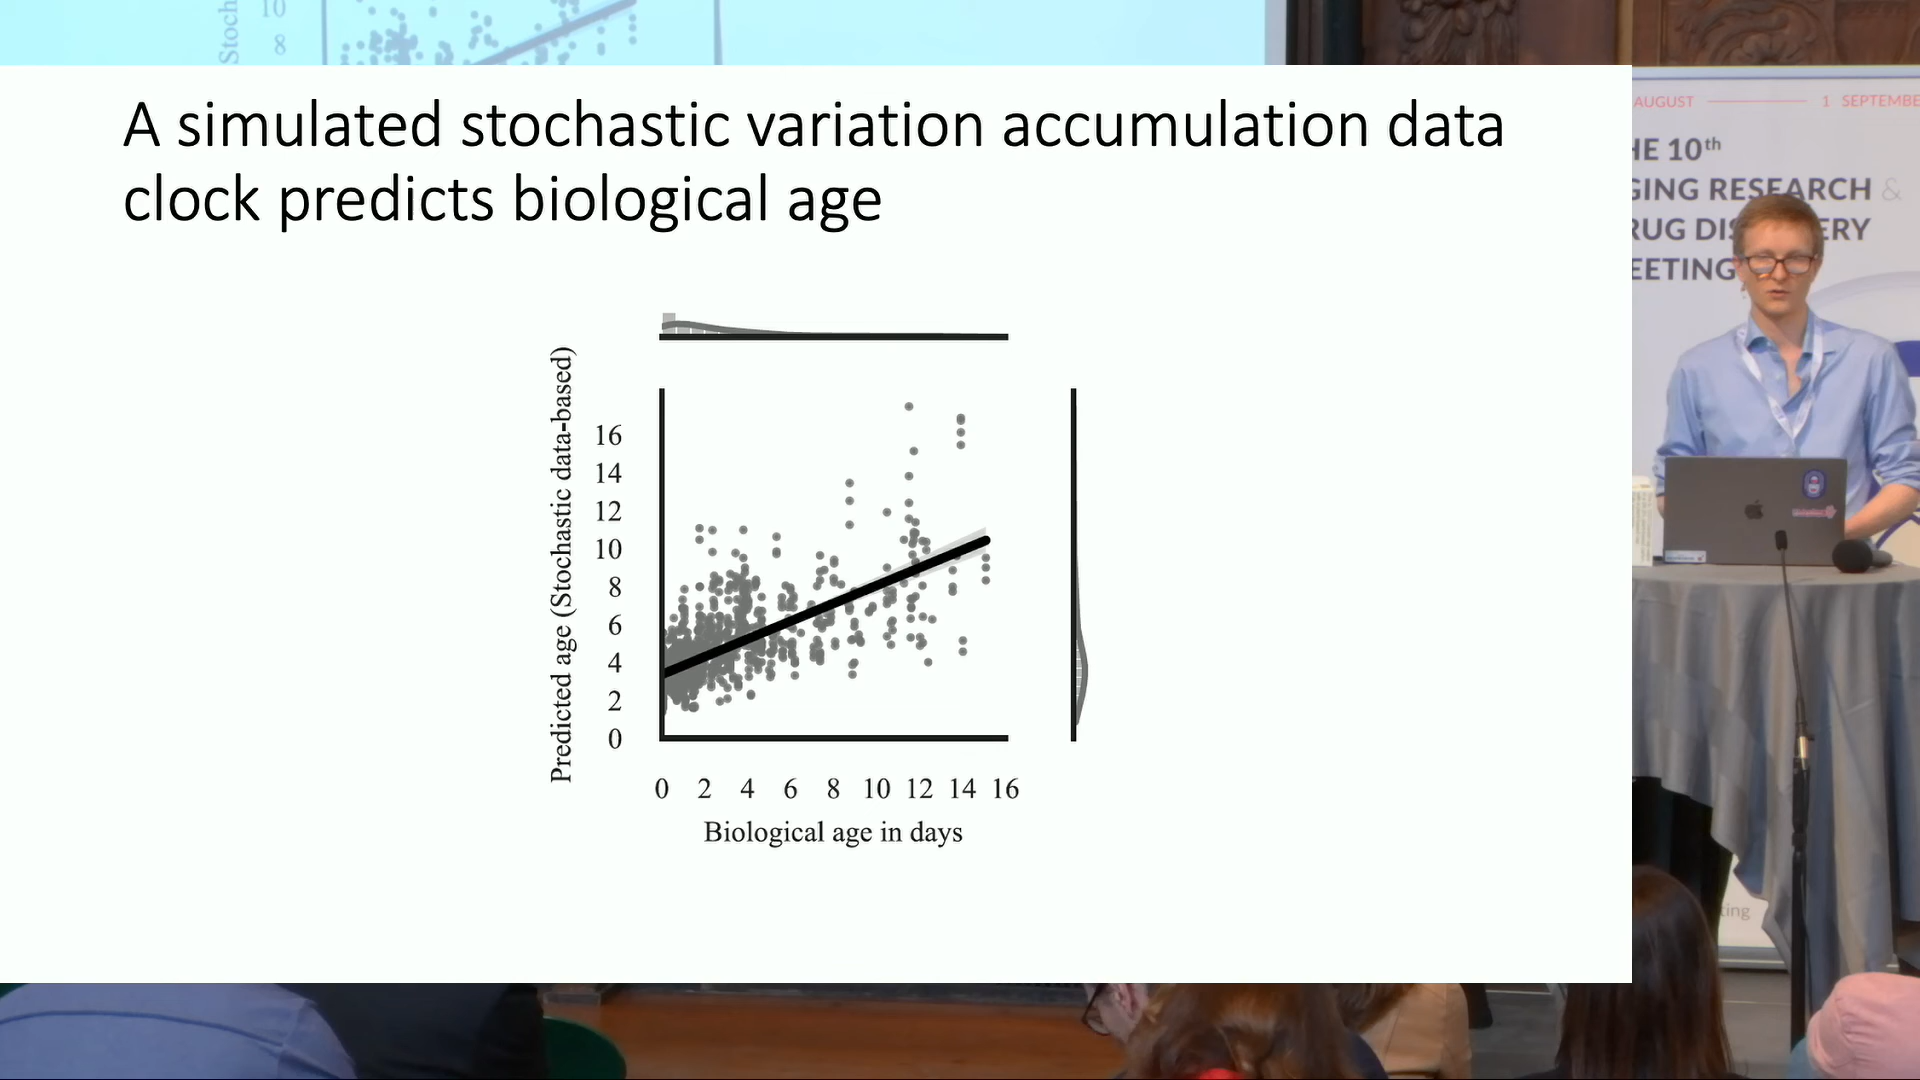 10
8
A simulated stochastic variation accumulation data
clock predicts biological age
Predicted age (Stochastic data-based)
16
14
12
10
8
6
4
2
0
0 2 4 6 8 10 12 14 16
Biological age in days
AUGUST 1 SEPTEMBE
HE 10th
GING RESEARCH &
RUG DIS ERY
EETING